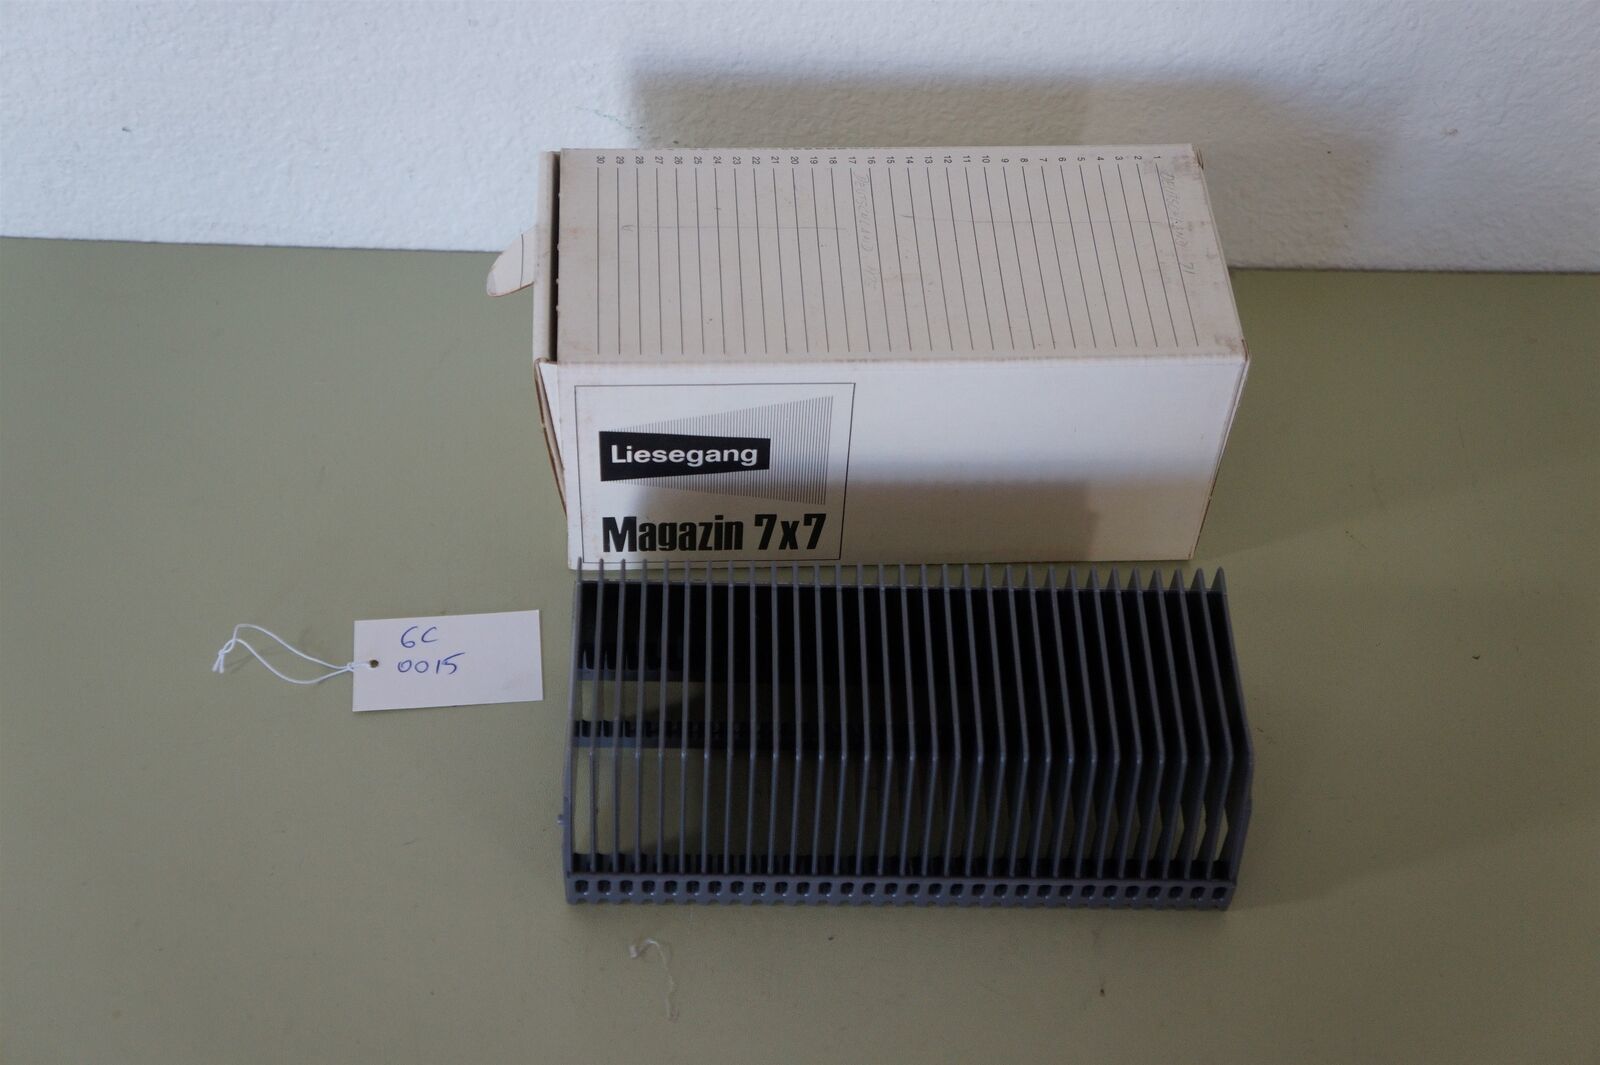 30 29 28 27 26 25 24 23 22 21 20 19 18 17 16 15 14 13 12 11 10 9 8 7 6 5 4 3 2 1
Liesegang
Magazin 7x7
GC
0015